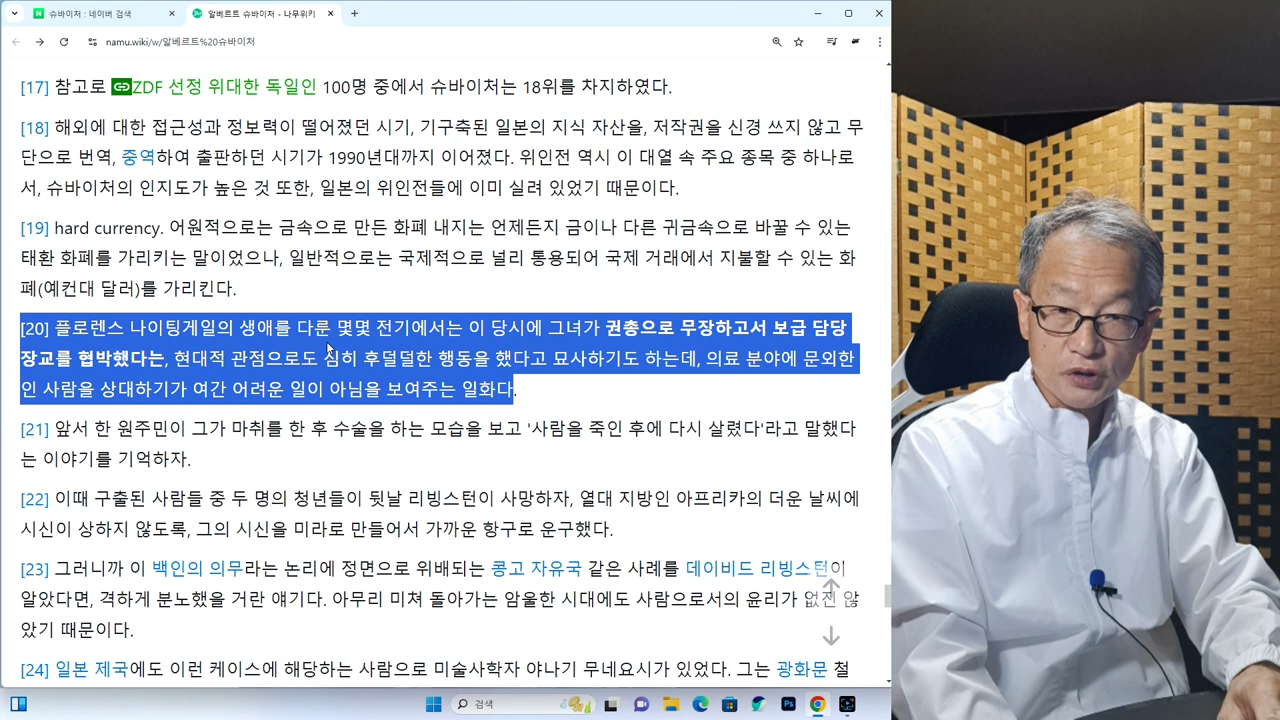 슈바이처 : 네이버 검색
알베르트 슈바이처 - 나무위키
namu.wiki/w/알베르트%20슈바이처
[17] 참고로 ZDF 선정 위대한 독일인 100명 중에서 슈바이처는 18위를 차지하였다.
[18] 해외에 대한 접근성과 정보력이 떨어졌던 시기, 기구축된 일본의 지식 자산을, 저작권을 신경 쓰지 않고 무
단으로 번역, 중역하여 출판하던 시기가 1990년대까지 이어졌다. 위인전 역시 이 대열 속 주요 종목 중 하나로
서, 슈바이처의 인지도가 높은 것 또한, 일본의 위인전들에 이미 실려 있었기 때문이다.
[19] hard currency. 어원적으로는 금속으로 만든 화폐 내지는 언제든지 금이나 다른 귀금속으로 바꿀 수 있는
태환 화폐를 가리키는 말이었으나, 일반적으로는 국제적으로 널리 통용되어 국제 거래에서 지불할 수 있는 화
폐(예컨대 달러)를 가리킨다.
[20] 플로렌스 나이팅게일의 생애를 다룬 몇몇 전기에서는 이 당시에 그녀가 권총으로 무장하고서 보급 담당
장교를 협박했다는, 현대적 관점으로도 심히 후덜덜한 행동을 했다고 묘사하기도 하는데, 의료 분야에 문외한
인 사람을 상대하기가 여간 어려운 일이 아님을 보여주는 일화다.
[21] 앞서 한 원주민이 그가 마취를 한 후 수술을 하는 모습을 보고 '사람을 죽인 후에 다시 살렸다'라고 말했다
는 이야기를 기억하자.
[22] 이때 구출된 사람들 중 두 명의 청년들이 뒷날 리빙스턴이 사망하자, 열대 지방인 아프리카의 더운 날씨에
시신이 상하지 않도록, 그의 시신을 미라로 만들어서 가까운 항구로 운구했다.
[23] 그러니까 이 백인의 의무라는 논리에 정면으로 위배되는 콩고 자유국 같은 사례를 데이비드 리빙스턴이
알았다면, 격하게 분노했을 거란 얘기다. 아무리 미쳐 돌아가는 암울한 시대에도 사람으로서의 윤리가 없진 않
았기 때문이다.
[24] 일본 제국에도 이런 케이스에 해당하는 사람으로 미술사학자 야나기 무네요시가 있었다. 그는 광화문 철
검색
Ps